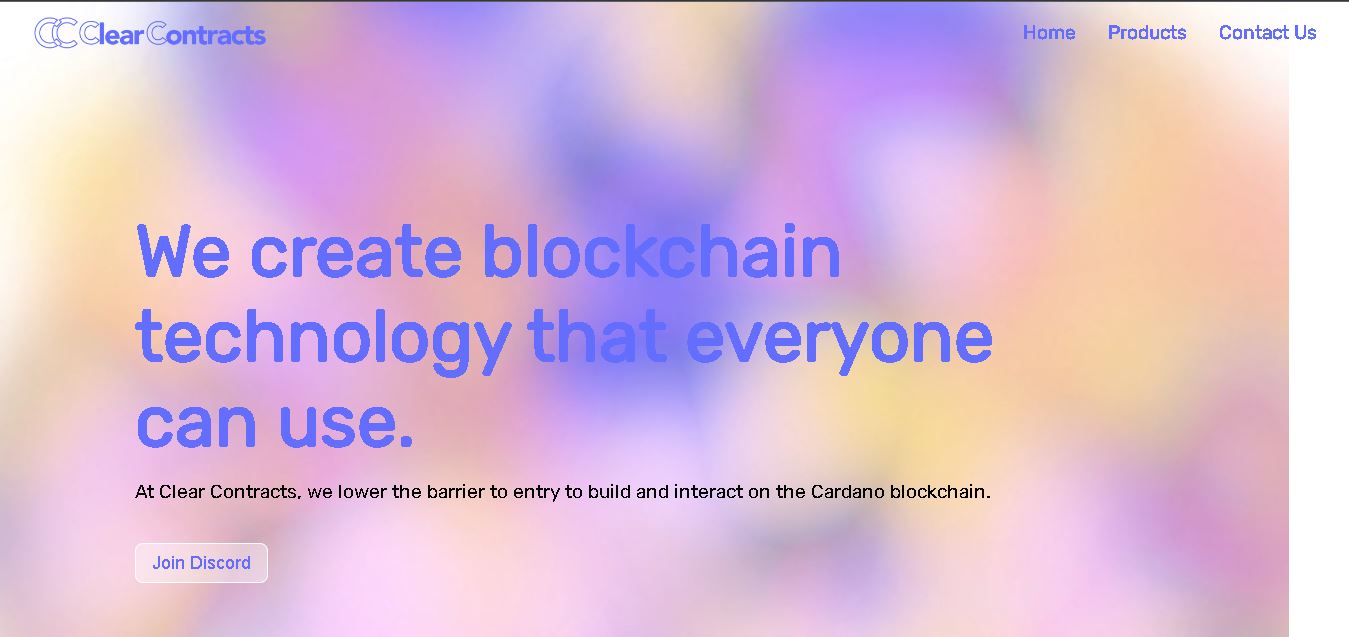 CC Clear Contracts
Home Products Contact Us
We create blockchain
technology that everyone
can use.
At Clear Contracts, we lower the barrier to entry to build and interact on the Cardano blockchain.
Join Discord